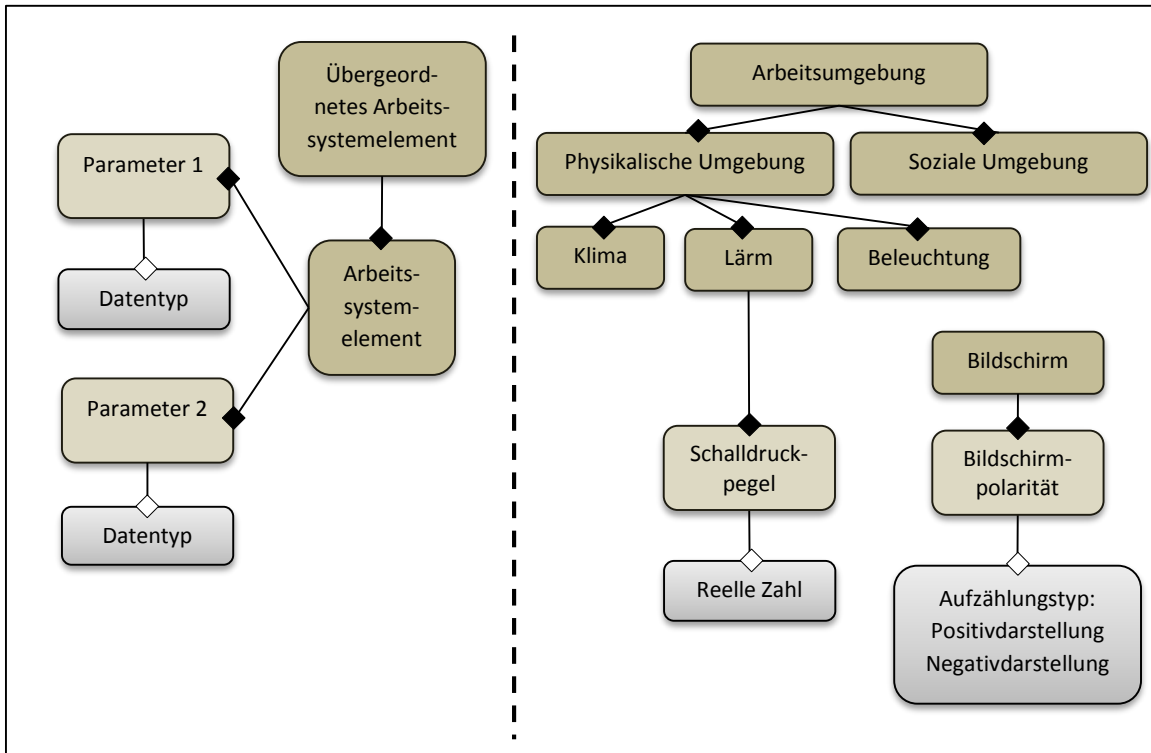 Übergeord-
netes Arbeits-
systemelement
Parameter 1
Datentyp
Arbeits-
system-
element
Parameter 2
Datentyp
Arbeitsumgebung
Physikalische Umgebung
Soziale Umgebung
Klima
Lärm
Beleuchtung
Bildschirm
Schalldruck-
pegel
Bildschirm-
polarität
Reelle Zahl
Aufzählungstyp:
Positivdarstellung
Negativdarstellung